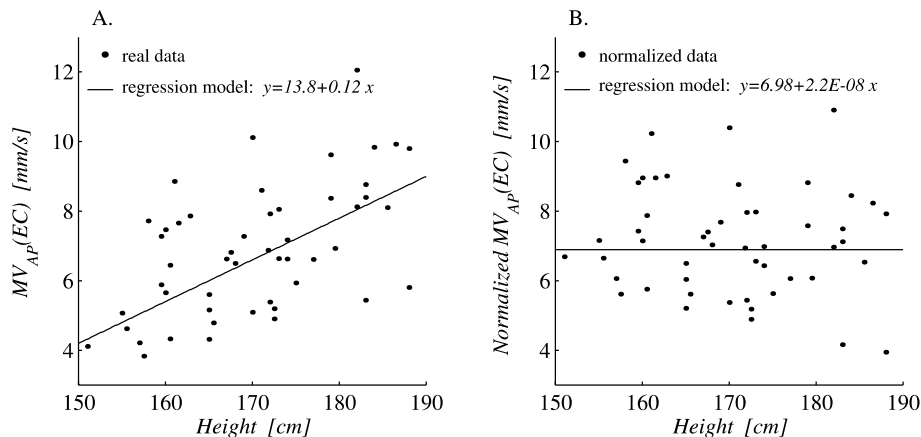 A.
real data
regression model: y=13.8+0.12 x
12
10
8
6
4
150
160
170
180
190
Height [cm]
MV_AP(EC) [mm/s]
B.
normalized data
regression model: y=6.98+2.2E-08 x
12
10
8
6
4
150
160
170
180
190
Height [cm]
Normalized MV_AP(EC) [mm/s]